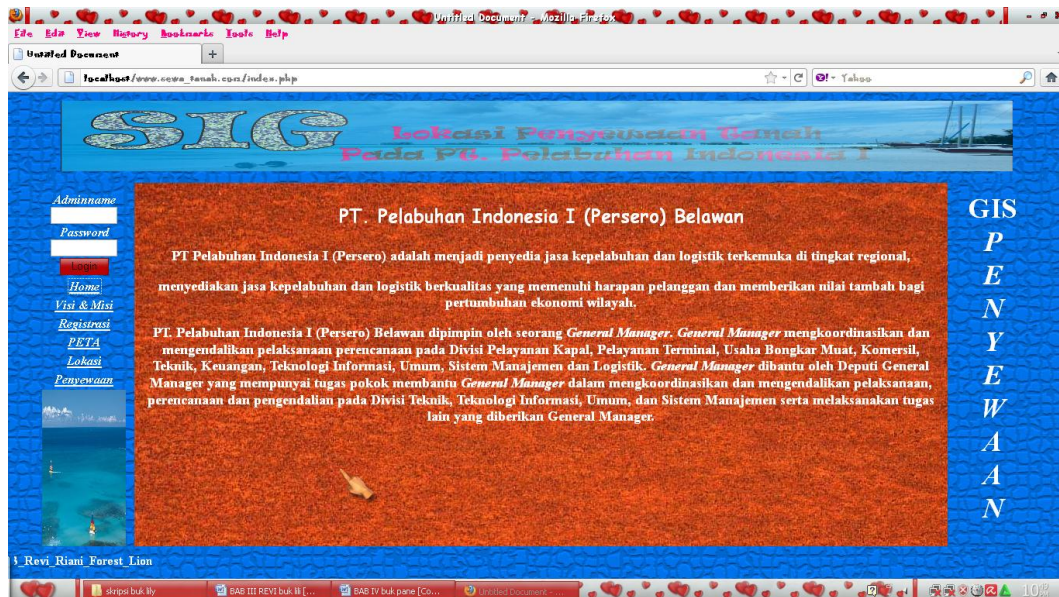 Untitled Document - Mozilla Firefox
File Edit View History Bookmarks Tools Help
Untitled Document +
localhost/www.sewa_tanah.com/index.php
Yahoo
SIG
Lokasi Penyewaan Tanah
Pada PT. Pelabuhan Indonesia I
Adminname
Password
Login
Home
Visi & Misi
Registrasi
PETA
Lokasi
Penyewaan
PT. Pelabuhan Indonesia I (Persero) Belawan
PT Pelabuhan Indonesia I (Persero) adalah menjadi penyedia jasa kepelabuhan dan logistik terkemuka di tingkat regional,
menyediakan jasa kepelabuhan dan logistik berkualitas yang memenuhi harapan pelanggan dan memberikan nilai tambah bagi
pertumbuhan ekonomi wilayah.
PT. Pelabuhan Indonesia I (Persero) Belawan dipimpin oleh seorang General Manager. General Manager mengkoordinasikan dan
mengendalikan pelaksanaan perencanaan pada Divisi Pelayanan Kapal, Pelayanan Terminal, Usaha Bongkar Muat, Komersil,
Teknik, Keuangan, Teknologi Informasi, Umum, Sistem Manajemen dan Logistik. General Manager dibantu oleh Deputi General
Manager yang mempunyai tugas pokok membantu General Manager dalam mengkoordinasikan dan mengendalikan pelaksanaan,
perencanaan dan pengendalian pada Divisi Teknik, Teknologi Informasi, Umum, dan Sistem Manajemen serta melaksanakan tugas
lain yang diberikan General Manager.
GIS
P
E
N
Y
E
W
A
A
N
_Revi_Riani_Forest_Lion
skripsi buk lily
BAB III REVI buk lili [...
BAB IV buk pane [Co...
Untitled Document - ...